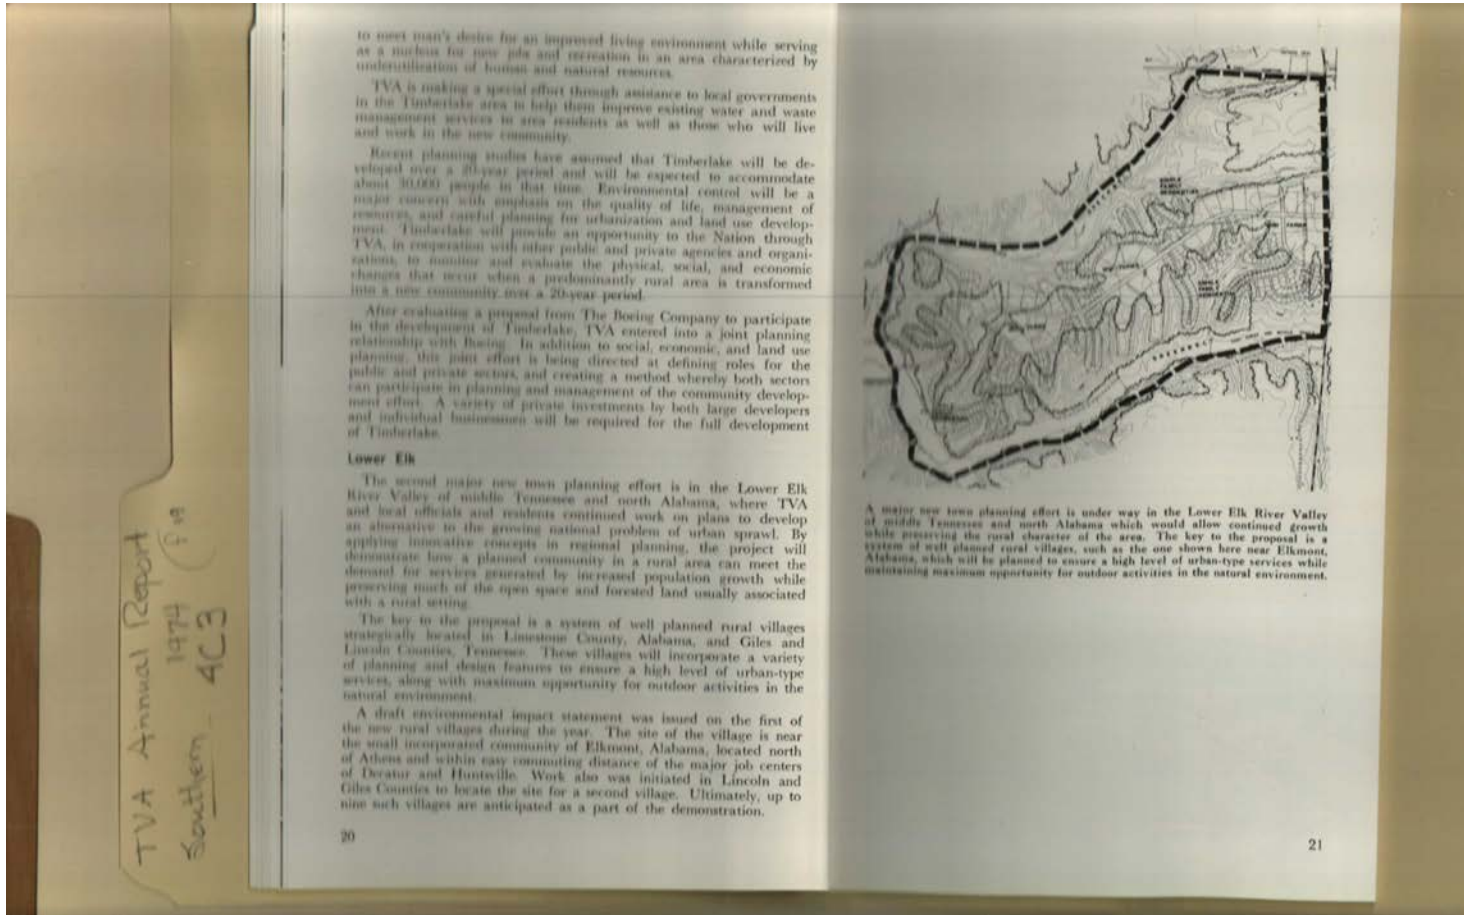 to meet man's desire for an improved living environment while serving
as a nucleus for new jobs and recreation in an area characterized by
underutilization of human and natural resources.
TVA is making a special effort through assistance to local governments
in the Timberlake area to help them improve existing water and waste
management services to area residents as well as those who will live
and work in the new community.
Recent planning studies have assumed that Timberlake will be de-
veloped over a 20-year period and will be expected to accommodate
about 30,000 people in that time. Environmental control will be a
major concern with emphasis on the quality of life, management of
resources, and careful planning for urbanization and land use develop-
ment. Timberlake will provide an opportunity to the Nation through
TVA, in cooperation with other public and private agencies and organi-
zations, to monitor and evaluate the physical, social, and economic
changes that occur when a predominantly rural area is transformed
into a new community over a 20-year period.
After evaluating a proposal from The Boeing Company to participate
in the development of Timberlake, TVA entered into a joint planning
relationship with Boeing. In addition to social, economic, and land use
planning, this joint effort is being directed at defining roles for the
public and private sectors, and creating a method whereby both sectors
can participate in planning and management of the community develop-
ment effort. A variety of private investments by both large developers
and individual businessmen will be required for the full development
of Timberlake.
Lower Elk
The second major new town planning effort is in the Lower Elk
River Valley of middle Tennessee and north Alabama, where TVA
and local officials and residents continued work on plans to develop
an alternative to the growing national problem of urban sprawl. By
applying innovative concepts in regional planning, the project will
demonstrate how a planned community in a rural area can meet the
demand for services generated by increased population growth while
preserving much of the open space and forested land usually associated
with a rural setting.
The key to the proposal is a system of well planned rural villages
strategically located in Limestone County, Alabama, and Giles and
Lincoln Counties, Tennessee. These villages will incorporate a variety
of planning and design features to ensure a high level of urban-type
services, along with maximum opportunity for outdoor activities in the
natural environment.
A draft environmental impact statement was issued on the first of
the new rural villages during the year. The site of the village is near
the small incorporated community of Elkmont, Alabama, located north
of Athens and within easy commuting distance of the major job centers
of Decatur and Huntsville. Work also was initiated in Lincoln and
Giles Counties to locate the site for a second village. Ultimately, up to
nine such villages are anticipated as a part of the demonstration.
20
A major new town planning effort is under way in the Lower Elk River Valley
of middle Tennessee and north Alabama which would allow continued growth
while preserving the rural character of the area. The key to the proposal is a
system of well planned rural villages, such as the one shown here near Elkmont,
Alabama, which will be planned to ensure a high level of urban-type services while
maintaining maximum opportunity for outdoor activities in the natural environment.
21
TVA Annual Report
1974
Southern 4C3